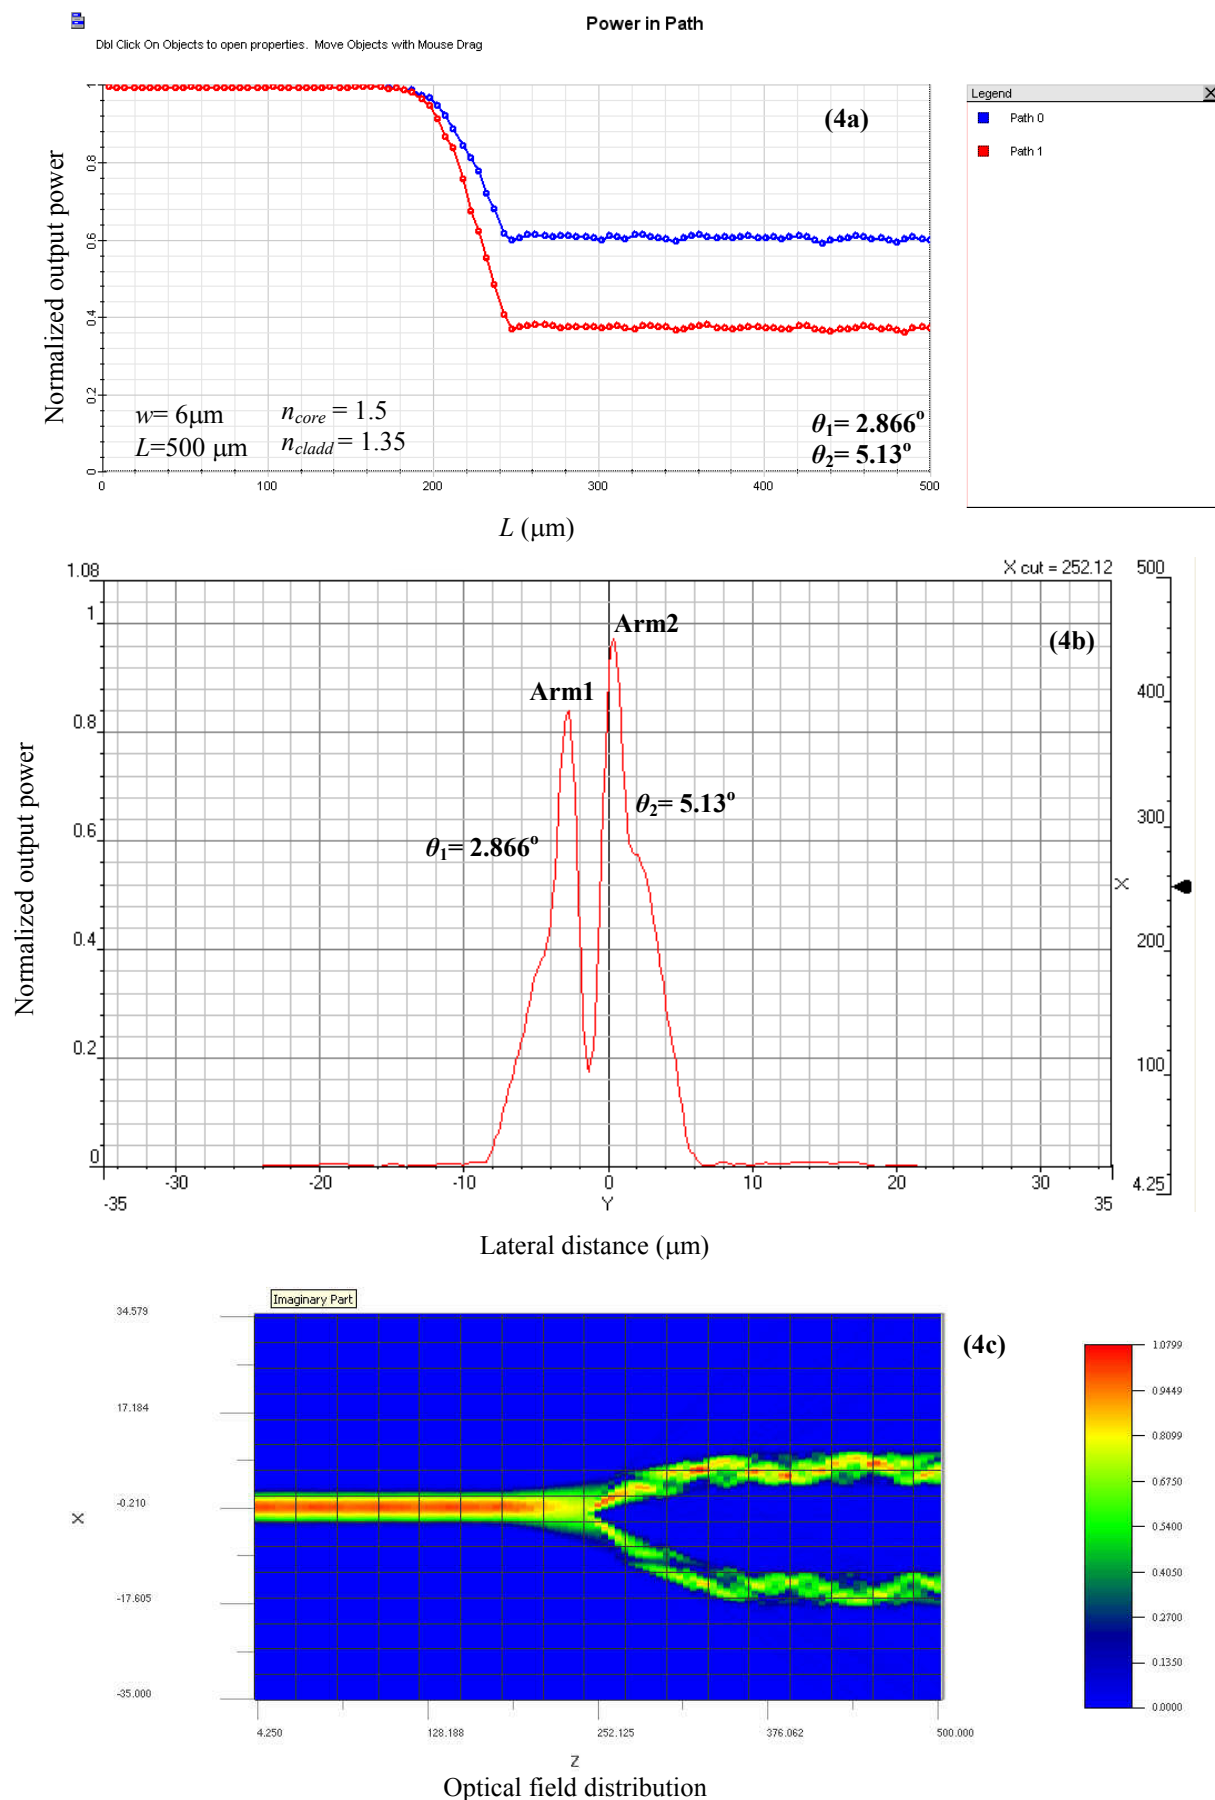 Power in Path
Dbl Click On Objects to open properties. Move Objects with Mouse Drag
Normalized output power
1
0.8
0.6
0.4
0.2
0
(4a)
w= 6μm
L=500 μm
n_core = 1.5
n_cladd = 1.35
θ₁= 2.866°
θ₂= 5.13°
0 100 200 300 400 500
L (μm)
Legend
Path 0
Path 1
X cut = 252.12
(4b)
Normalized output power
1.08
1
0.8
0.6
0.4
0.2
0
Arm1
Arm2
θ₁= 2.866°
θ₂= 5.13°
-30 -20 -10 0 10 20 30
-35 Y 35
500
400
300
X
200
100
4.25
Lateral distance (μm)
Imaginary Part
(4c)
34.579
17.184
-0.210
X
-17.605
-35.000
4.250 128.188 252.125 376.062 500.000
Z
1.0799
0.9449
0.8099
0.6750
0.5400
0.4050
0.2700
0.1350
0.0000
Optical field distribution